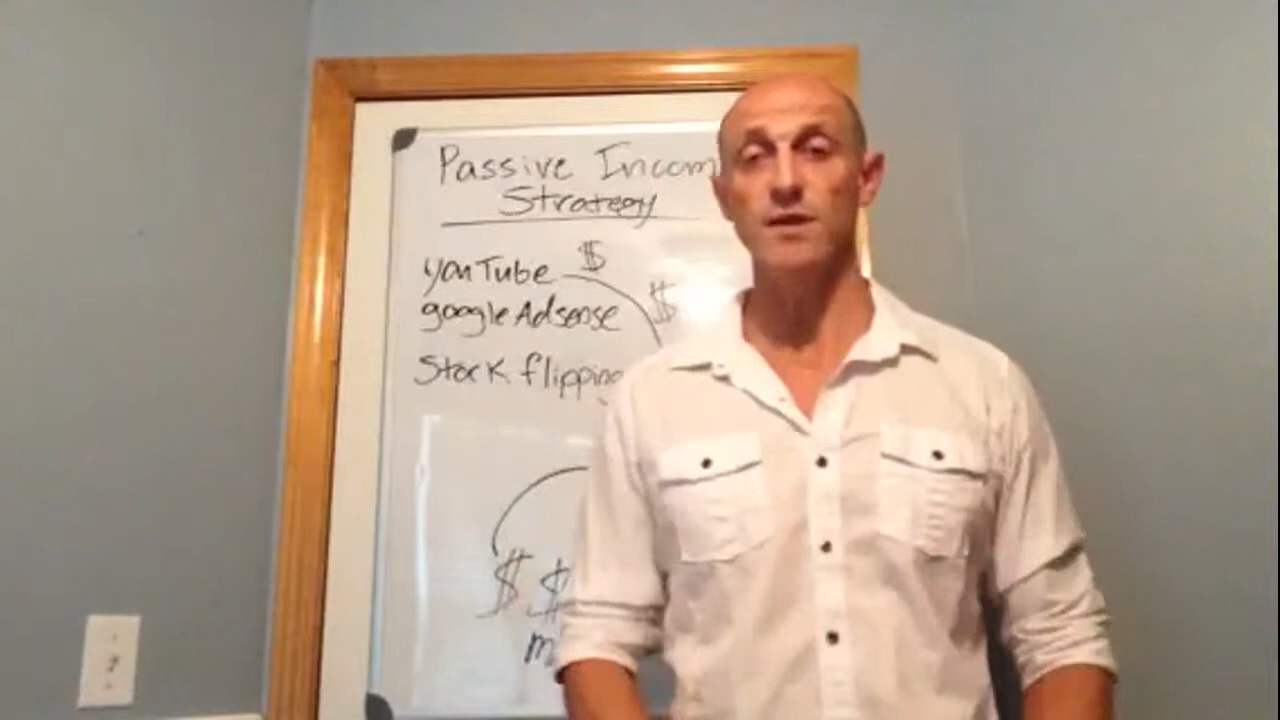 Passive Incom
Strategy
$
youTube
$
google Adsense
Stock flipping
$ $
m